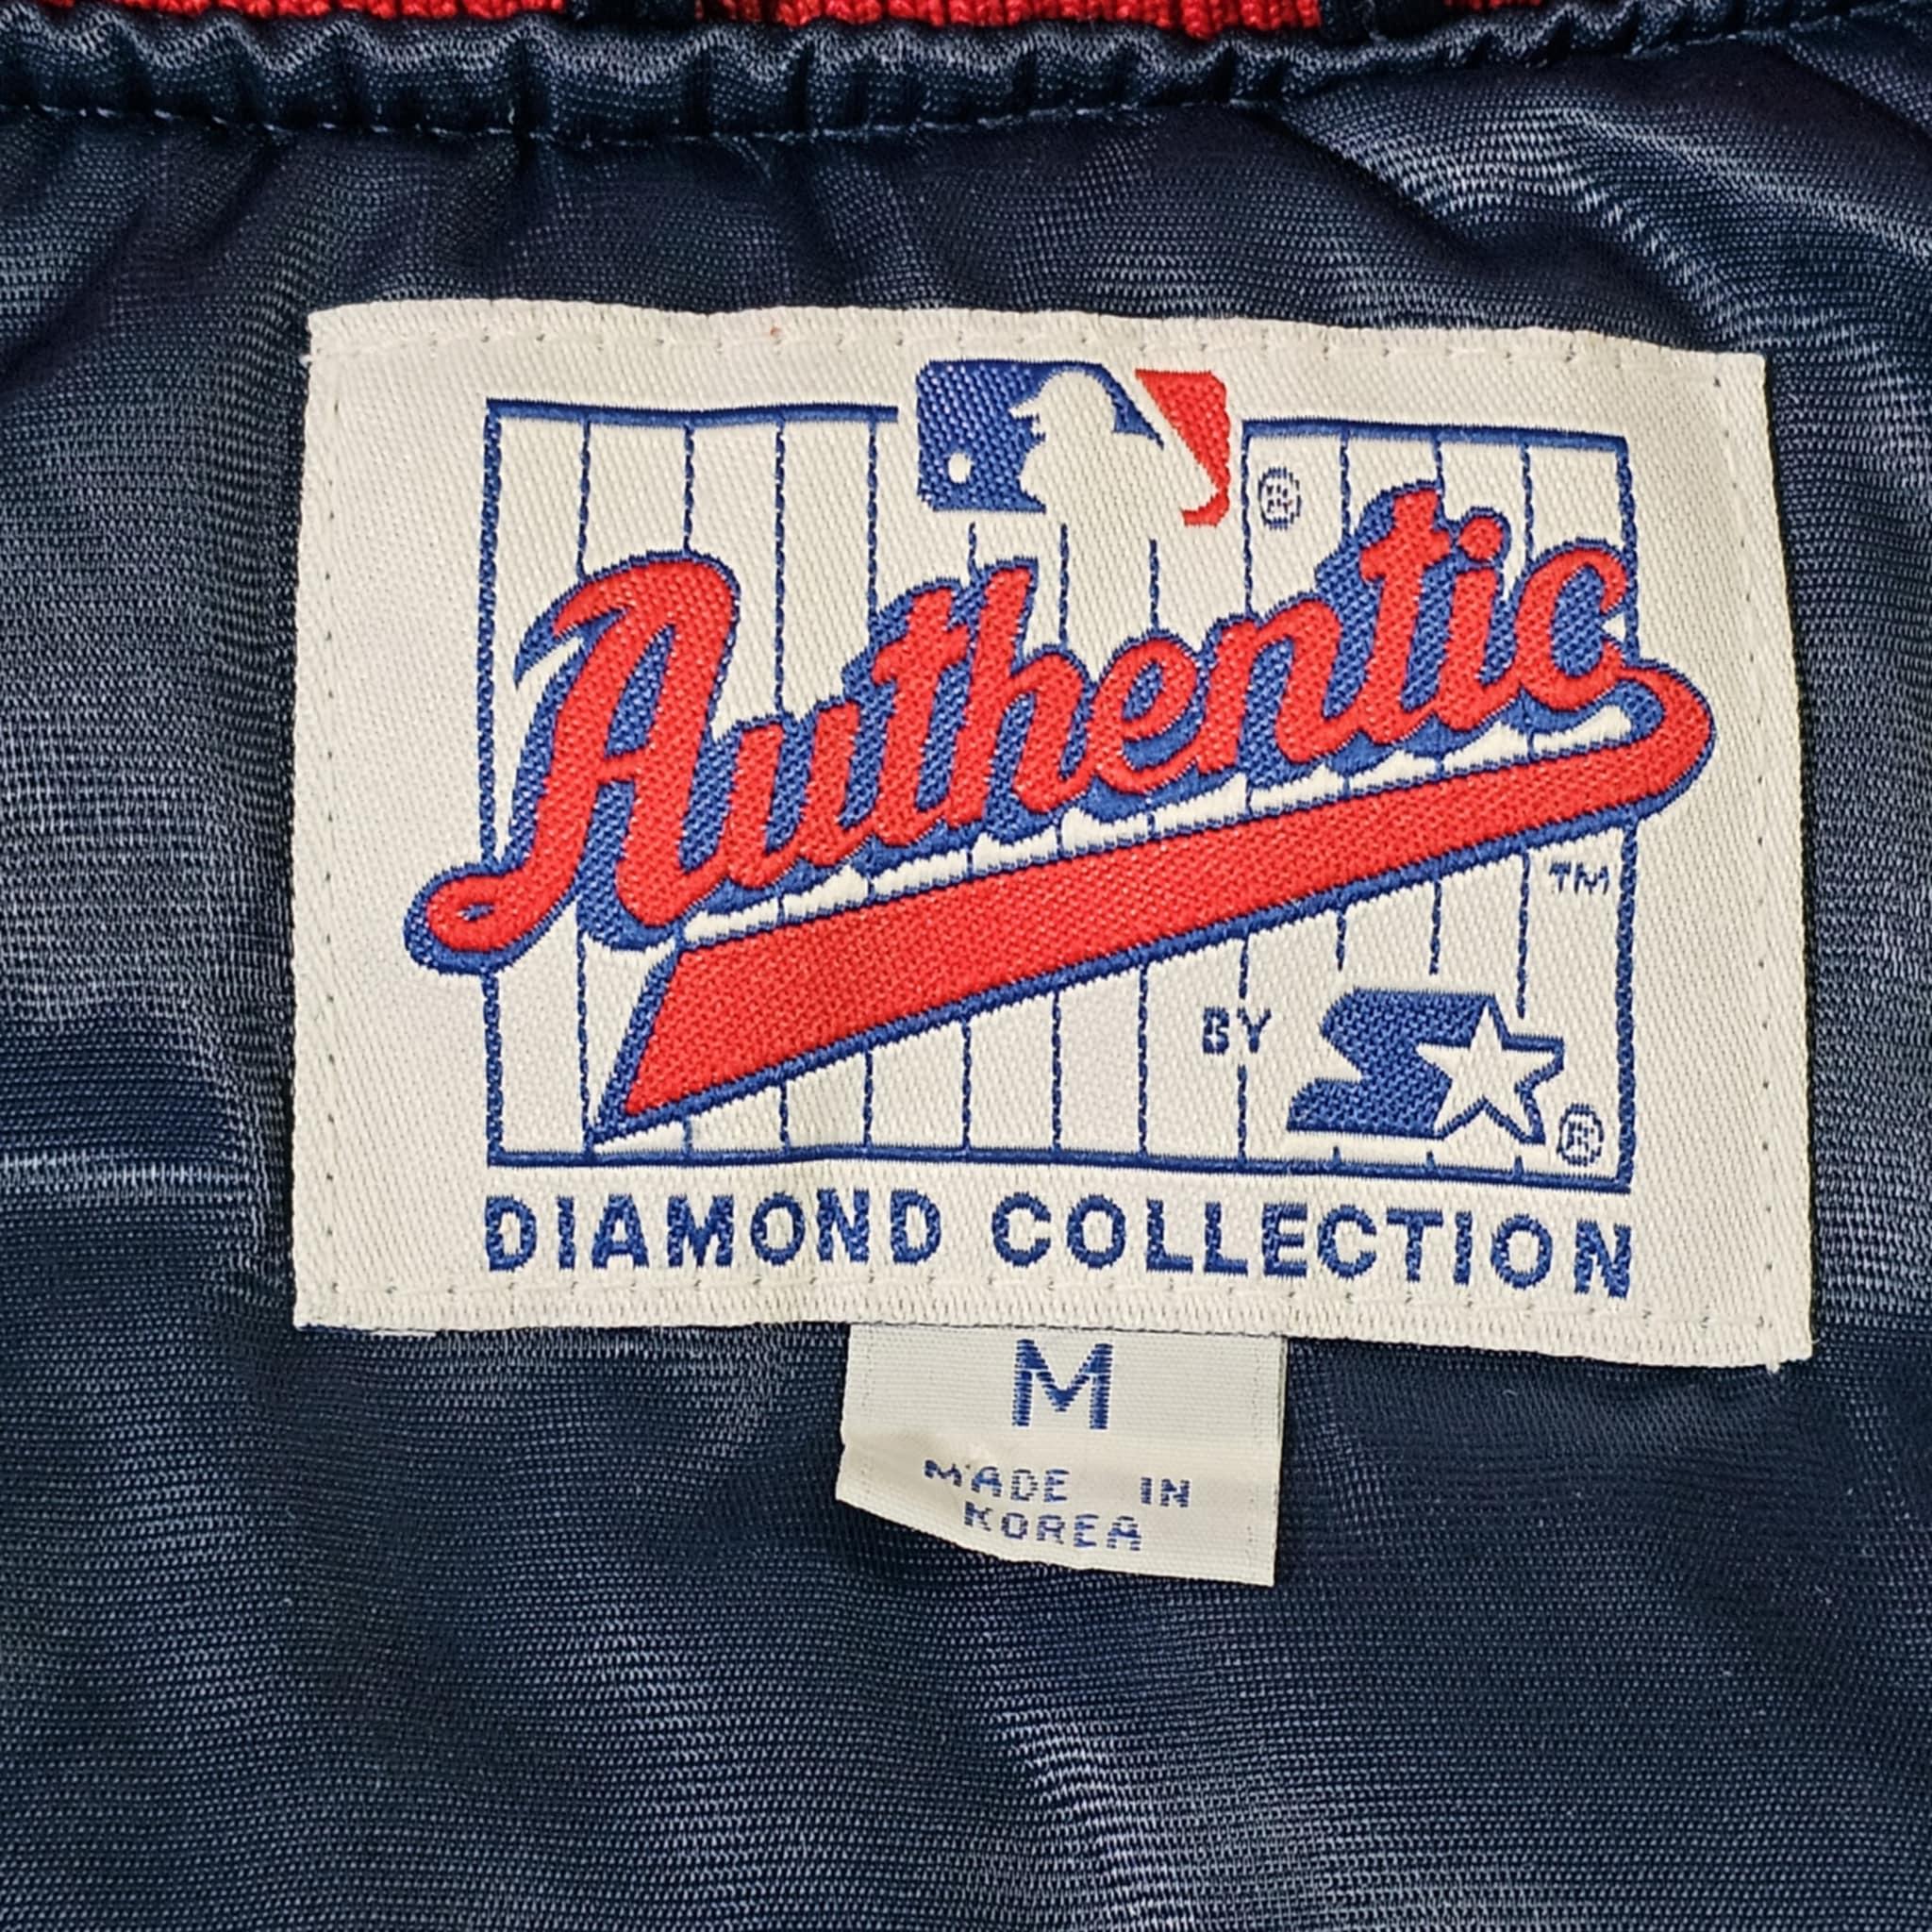 ®
Authentic
™
BY
®
DIAMOND COLLECTION
M
MADE IN
KOREA